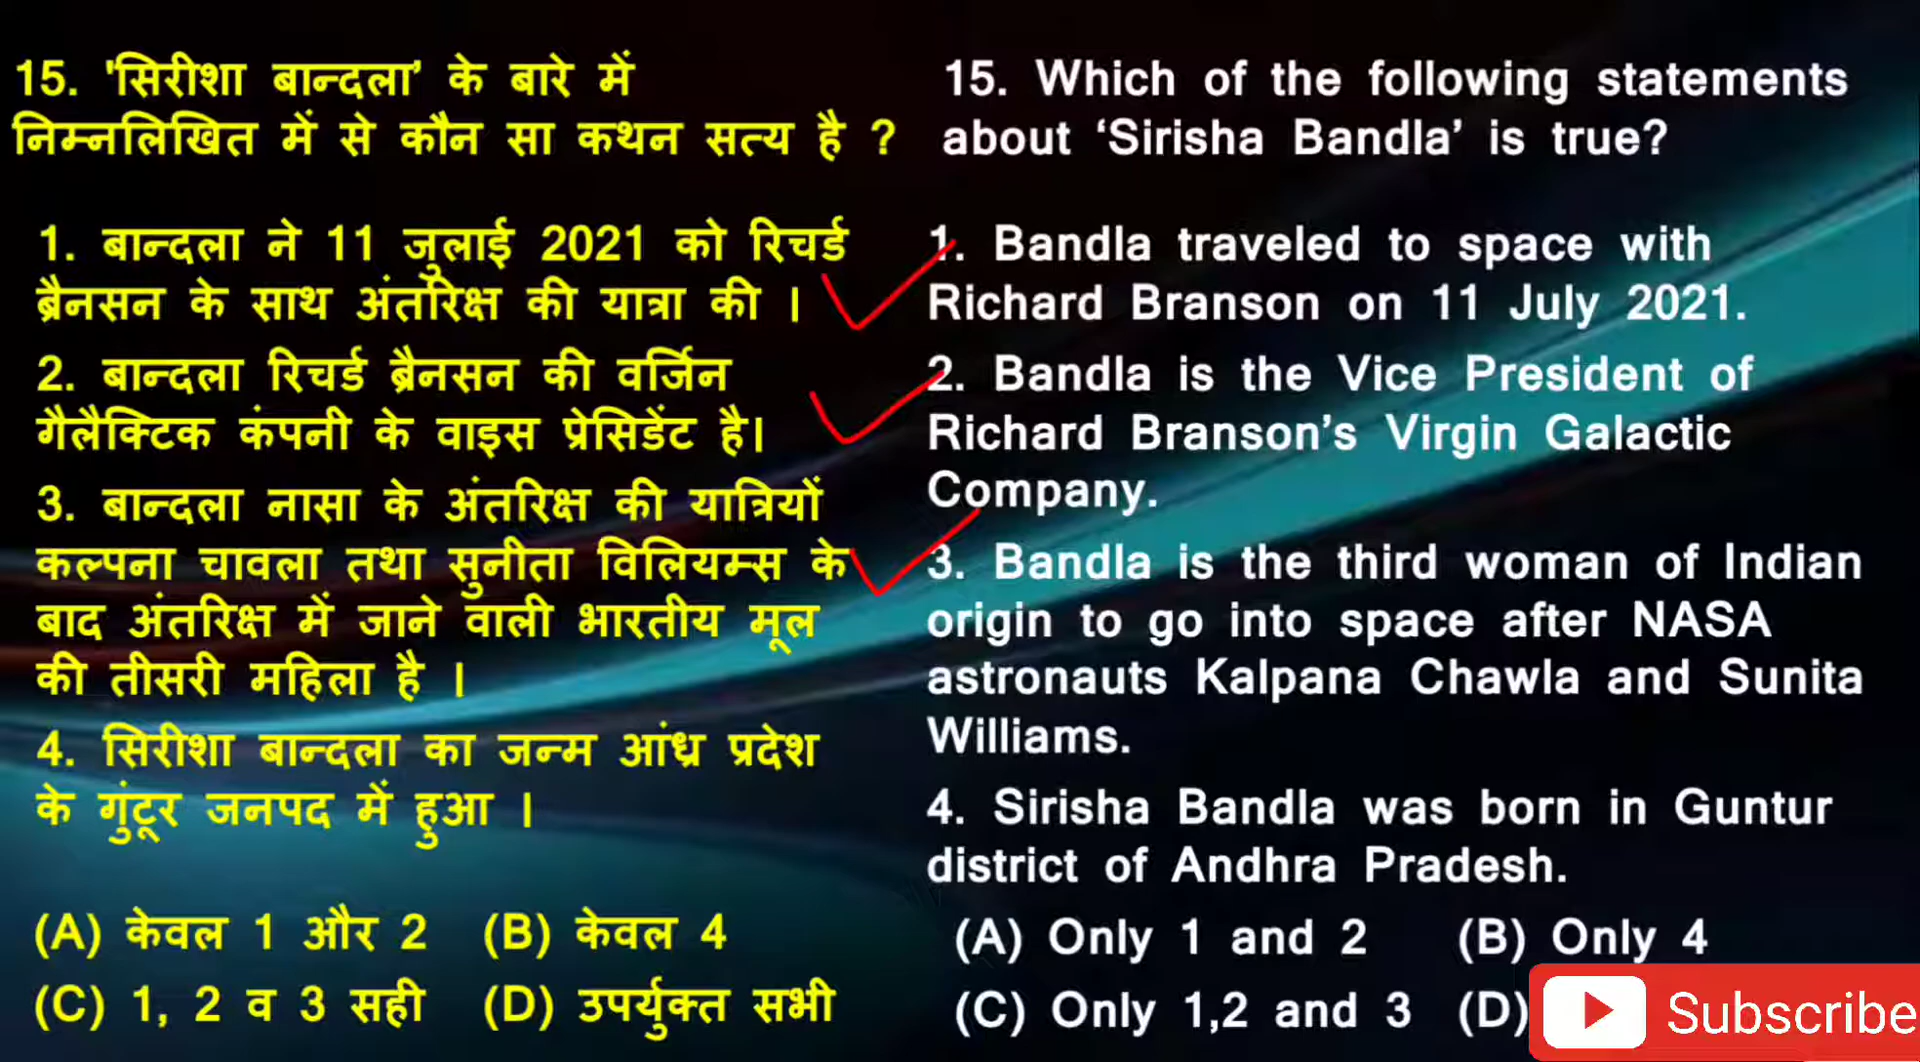 15. 'सिरीशा बान्दला’ के बारे में
निम्नलिखित में से कौन सा कथन सत्य है ?
1. बान्दला ने 11 जुलाई 2021 को रिचर्ड
ब्रैनसन के साथ अंतरिक्ष की यात्रा की ।
2. बान्दला रिचर्ड ब्रैनसन की वर्जिन
गैलैक्टिक कंपनी के वाइस प्रेसिडेंट है।
3. बान्दला नासा के अंतरिक्ष की यात्रियों
कल्पना चावला तथा सुनीता विलियम्स के
बाद अंतरिक्ष में जाने वाली भारतीय मूल
की तीसरी महिला है ।
4. सिरीशा बान्दला का जन्म आंध्र प्रदेश
के गुंटूर जनपद में हुआ ।
(A) केवल 1 और 2 (B) केवल 4
(C) 1, 2 व 3 सही (D) उपर्युक्त सभी
15. Which of the following statements
about ‘Sirisha Bandla’ is true?
1. Bandla traveled to space with
Richard Branson on 11 July 2021.
2. Bandla is the Vice President of
Richard Branson’s Virgin Galactic
Company.
3. Bandla is the third woman of Indian
origin to go into space after NASA
astronauts Kalpana Chawla and Sunita
Williams.
4. Sirisha Bandla was born in Guntur
district of Andhra Pradesh.
(A) Only 1 and 2 (B) Only 4
(C) Only 1,2 and 3 (D)
Subscribe